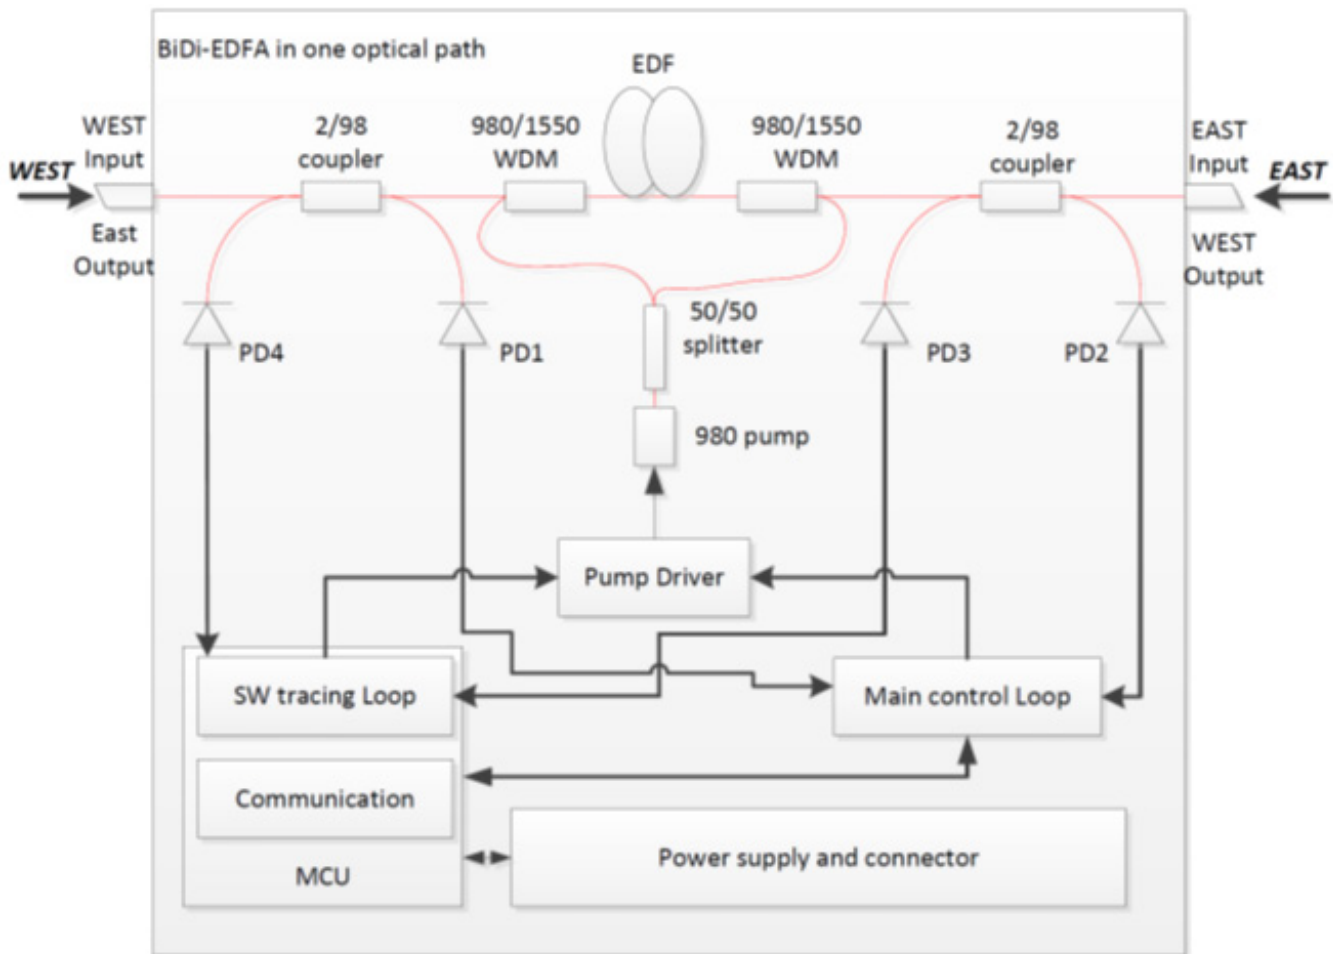 BiDi-EDFA in one optical path
EDF
WEST
Input
2/98
coupler
980/1550
WDM
980/1550
WDM
2/98
coupler
EAST
Input
WEST
EAST
East
Output
WEST
Output
PD4
PD1
50/50
splitter
PD3
PD2
980 pump
Pump Driver
SW tracing Loop
Main control Loop
Communication
MCU
Power supply and connector